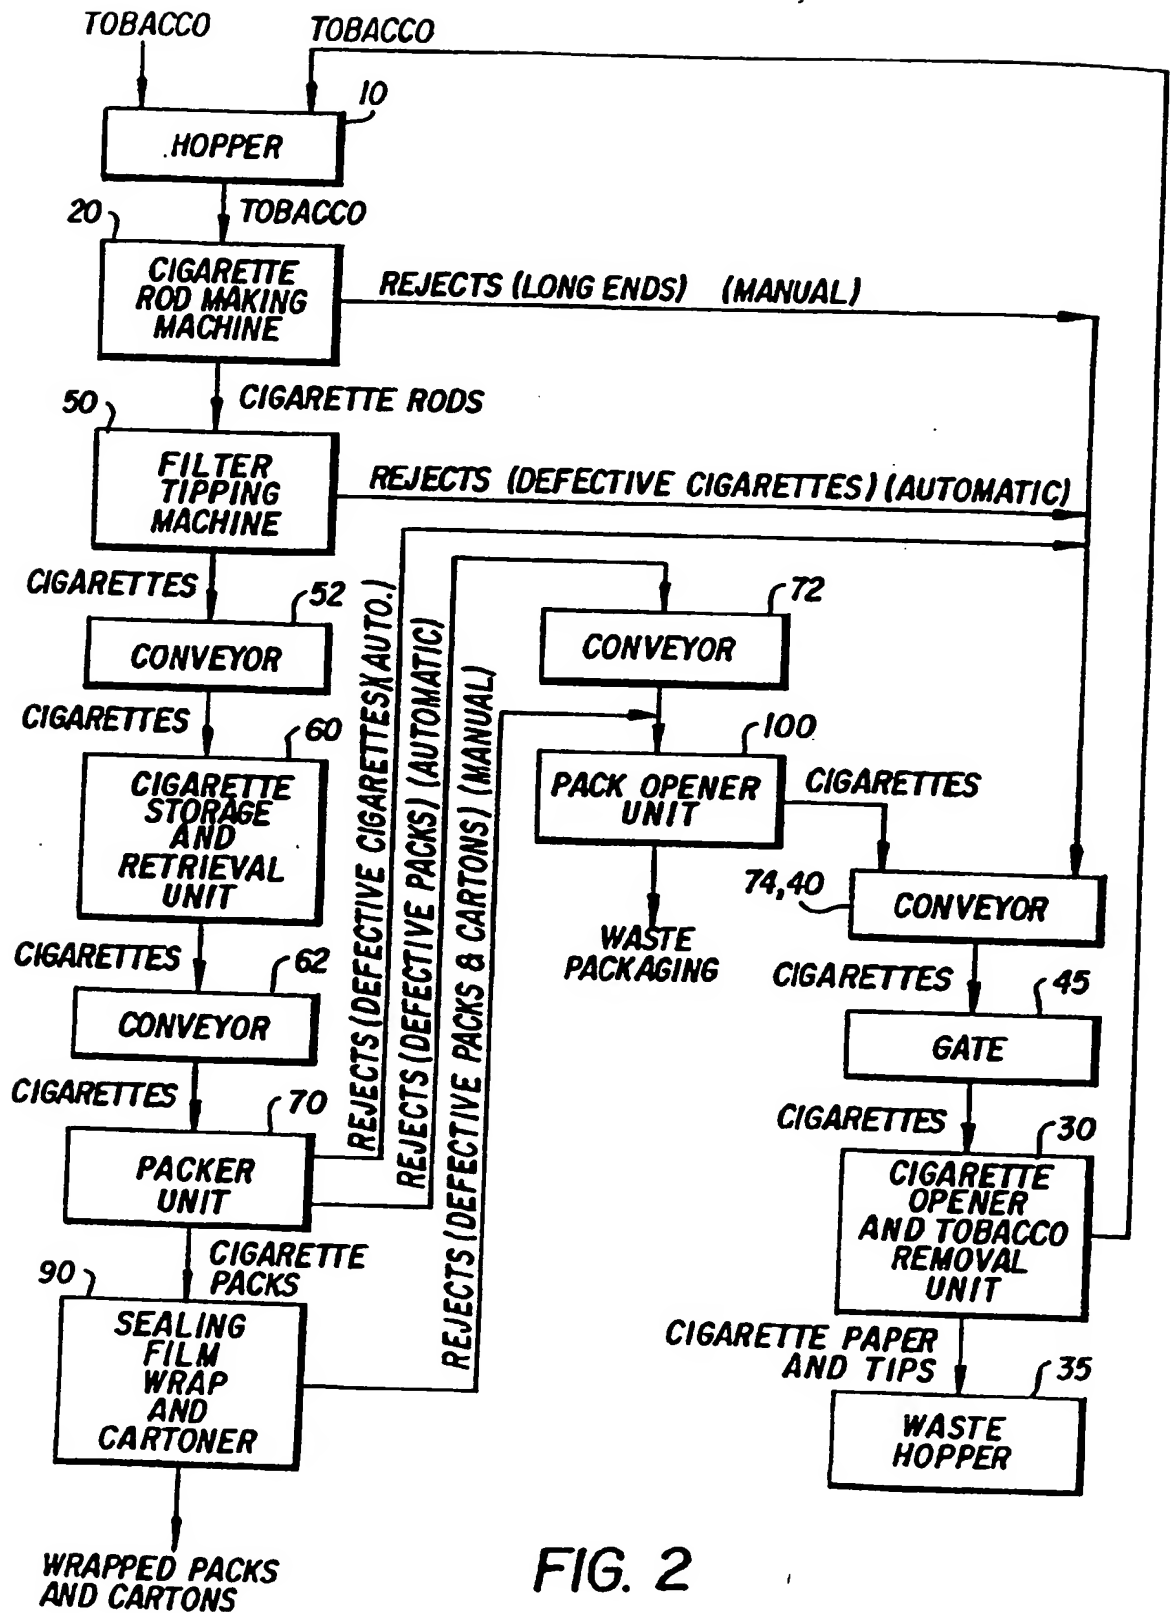 TOBACCO
TOBACCO
10
HOPPER
TOBACCO
20
CIGARETTE
ROD MAKING
MACHINE
REJECTS (LONG ENDS) (MANUAL)
CIGARETTE RODS
50
FILTER
TIPPING
MACHINE
REJECTS (DEFECTIVE CIGARETTES) (AUTOMATIC)
CIGARETTES
52
CONVEYOR
CIGARETTES
60
CIGARETTE
STORAGE
AND
RETRIEVAL
UNIT
CIGARETTES
62
CONVEYOR
CIGARETTES
70
PACKER
UNIT
REJECTS (DEFECTIVE CIGARETTES)(AUTO.)
REJECTS (DEFECTIVE PACKS) (AUTOMATIC)
REJECTS (DEFECTIVE PACKS & CARTONS) (MANUAL)
CIGARETTE
PACKS
90
SEALING
FILM
WRAP
AND
CARTONER
WRAPPED PACKS
AND CARTONS
72
CONVEYOR
100
PACK OPENER
UNIT
CIGARETTES
WASTE
PACKAGING
74,40
CONVEYOR
CIGARETTES
45
GATE
CIGARETTES
30
CIGARETTE
OPENER
AND TOBACCO
REMOVAL
UNIT
CIGARETTE PAPER
AND TIPS
35
WASTE
HOPPER
FIG. 2